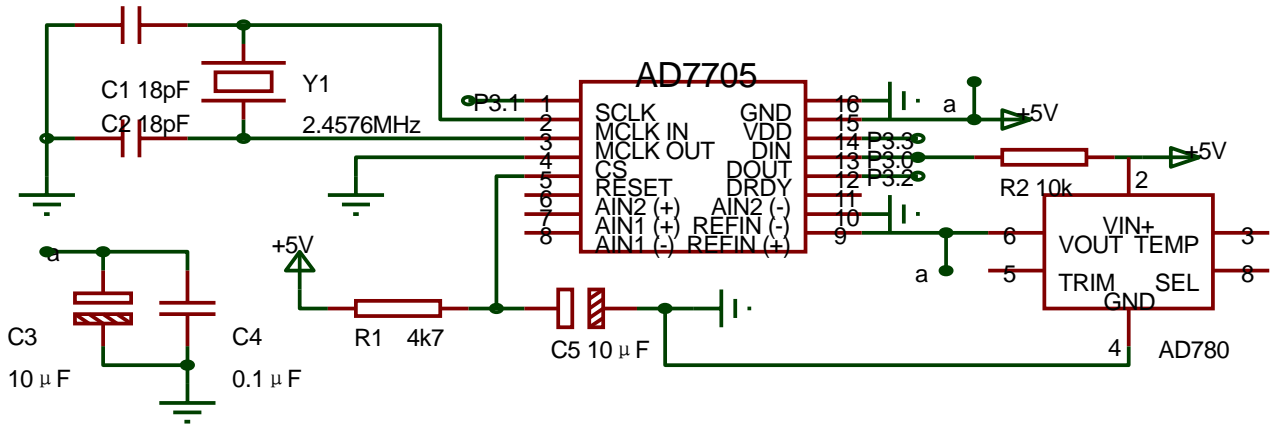 AD7705
C1 18pF
Y1
C2 18pF
2.4576MHz
P3.1
1
SCLK
GND
16
a
+5V
2
MCLK IN
VDD
15
3
MCLK OUT
DIN
14
P3.3
4
CS
DOUT
13
P3.0
R2 10k
+5V
5
RESET
DRDY
12
P3.2
6
AIN2 (+)
AIN2 (-)
11
7
AIN1 (+)
REFIN (-)
10
8
AIN1 (-)
REFIN (+)
9
2
VIN+
6
VOUT
TEMP
3
5
TRIM
SEL
8
GND
4
AD780
a
a
+5V
R1
4k7
C5 10 μF
C3
10 μF
C4
0.1 μF